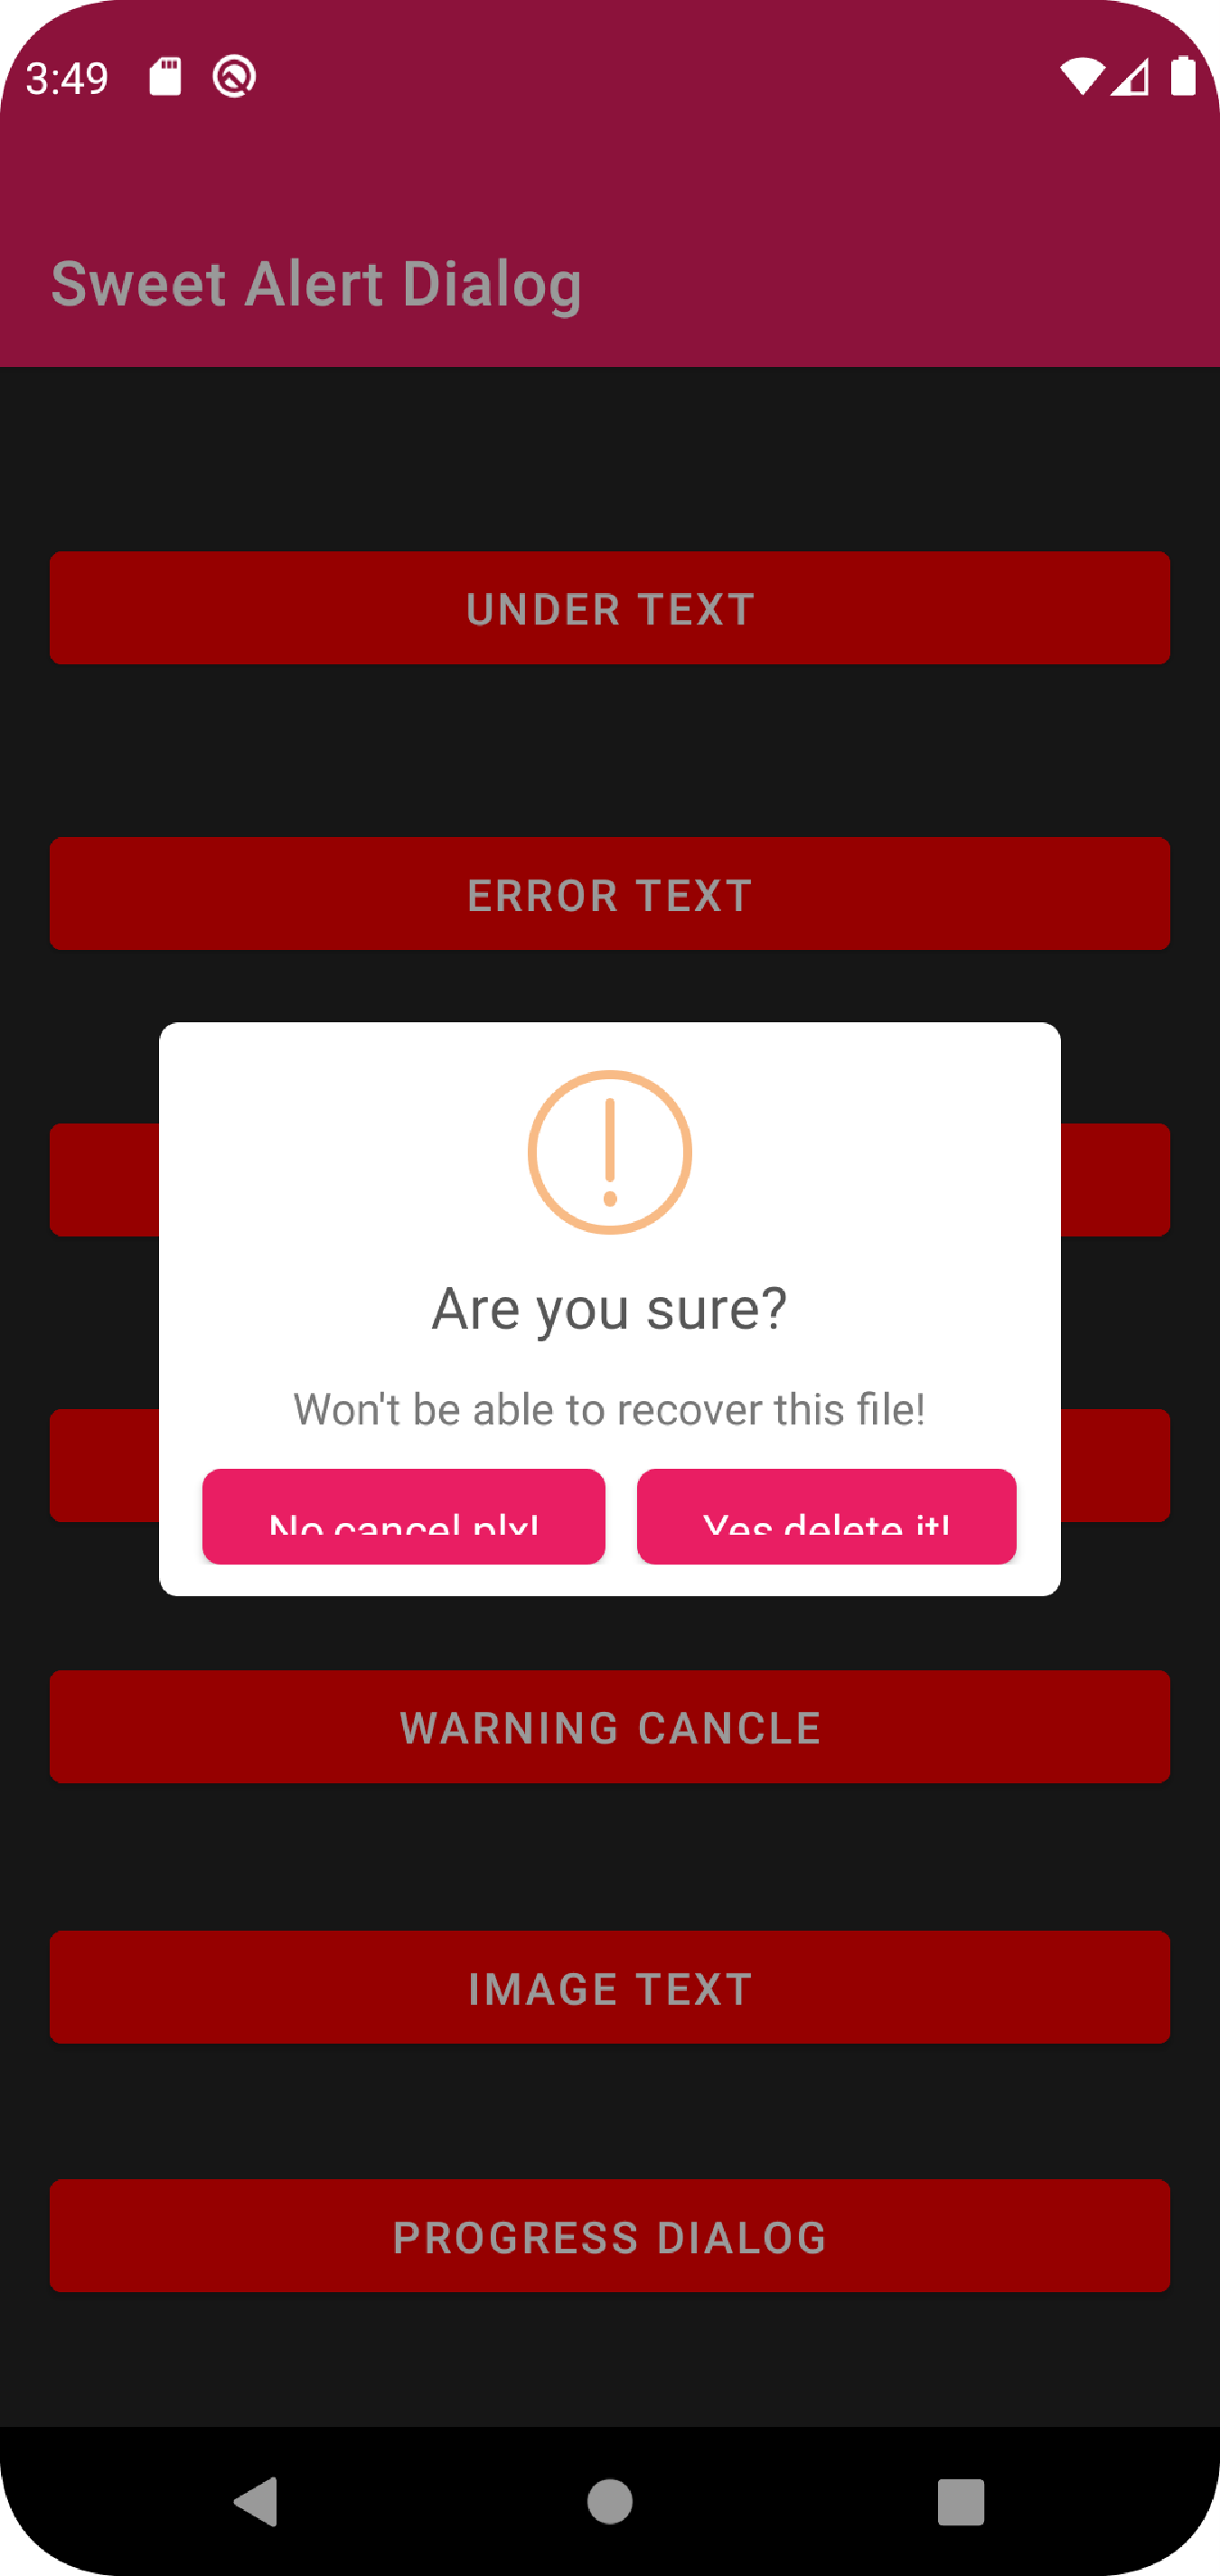 3:49
Sweet Alert Dialog
UNDER TEXT
ERROR TEXT
Are you sure?
Won't be able to recover this file!
No cancel plx! Yes delete it!
WARNING CANCLE
IMAGE TEXT
PROGRESS DIALOG